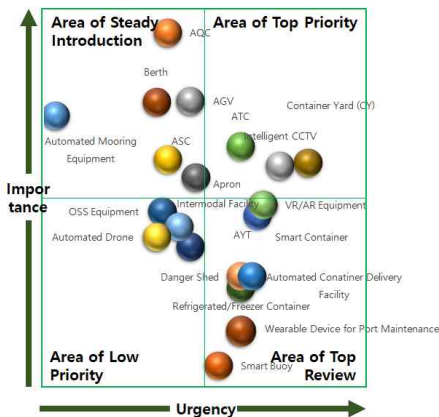 Area of Steady
Introduction
Area of Top Priority
AQC
Berth
AGV
ATC
Container Yard (CY)
Intelligent CCTV
Automated Mooring
Equipment
ASC
Apron
Impor
tance
Intermodal Facility
OSS Equipment
VR/AR Equipment
Automated Drone
AYT
Smart Container
Danger Shed
Automated Conatiner Delivery
Facility
Refrigerated/Freezer Container
Wearable Device for Port Maintenance
Area of Low
Priority
Smart Buoy
Area of Top
Review
Urgency